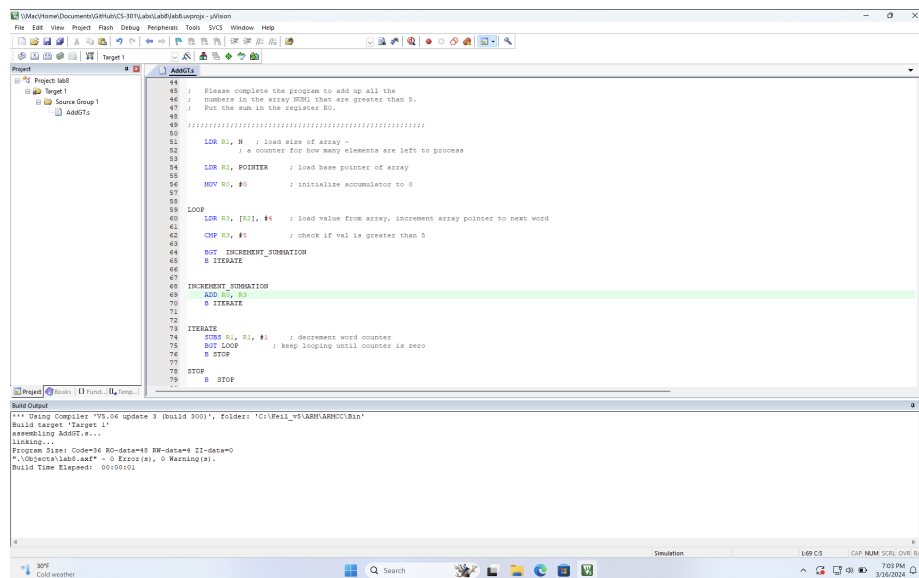 \\Mac\Home\Documents\GitHub\CS-301\Labs\Lab8\lab8.uvprojx - µVision
File Edit View Project Flash Debug Peripherals Tools SVCS Window Help
Target 1
Project
AddGT.s
Project: lab8
Target 1
Source Group 1
AddGT.s
44
45 ; Please complete the program to add up all the
46 ; numbers in the array NUM1 that are greater than 5.
47 ; Put the sum in the register R0.
48
49 ;;;;;;;;;;;;;;;;;;;;;;;;;;;;;;;;;;;;;;;;;;;;;;;;;;;;;;;;;
50
51 LDR R1, N ; load size of array -
52 ; a counter for how many elements are left to process
53
54 LDR R2, POINTER ; load base pointer of array
55
56 MOV R0, #0 ; initialize accumulator to 0
57
58
59 LOOP
60 LDR R3, [R2], #4 ; load value from array, increment array pointer to next word
61
62 CMP R3, #5 ; check if val is greater than 5
63
64 BGT INCREMENT_SUMMATION
65 B ITERATE
66
67
68 INCREMENT_SUMMATION
69 ADD R0, R3
70 B ITERATE
71
72
73 ITERATE
74 SUBS R1, R1, #1 ; decrement word counter
75 BGT LOOP ; keep looping until counter is zero
76 B STOP
77
78 STOP
79 B STOP
Project Books {} Funct... Temp...
Build Output
*** Using Compiler 'V5.06 update 3 (build 300)', folder: 'C:\Keil_v5\ARM\ARMCC\Bin'
Build target 'Target 1'
assembling AddGT.s...
linking...
Program Size: Code=36 RO-data=48 RW-data=4 ZI-data=0
".\Objects\lab8.axf" - 0 Error(s), 0 Warning(s).
Build Time Elapsed: 00:00:01
Simulation L:69 C:5 CAP NUM SCRL OVR R/
30°F
Cold weather
Search
7:03 PM
3/16/2024